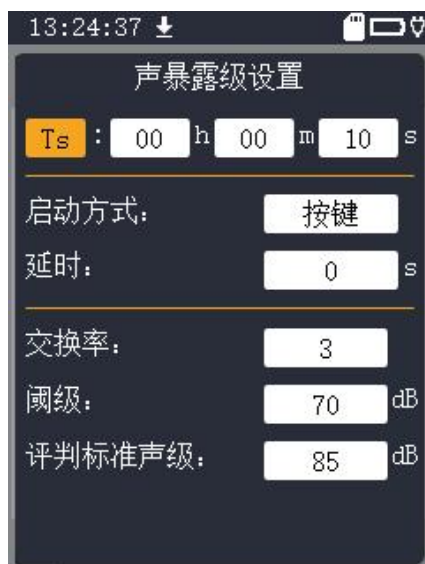 13:24:37
声暴露级设置
Ts : 00 h 00 m 10 s
启动方式： 按键
延时： 0 s
交换率： 3
阈级： 70 dB
评判标准声级： 85 dB